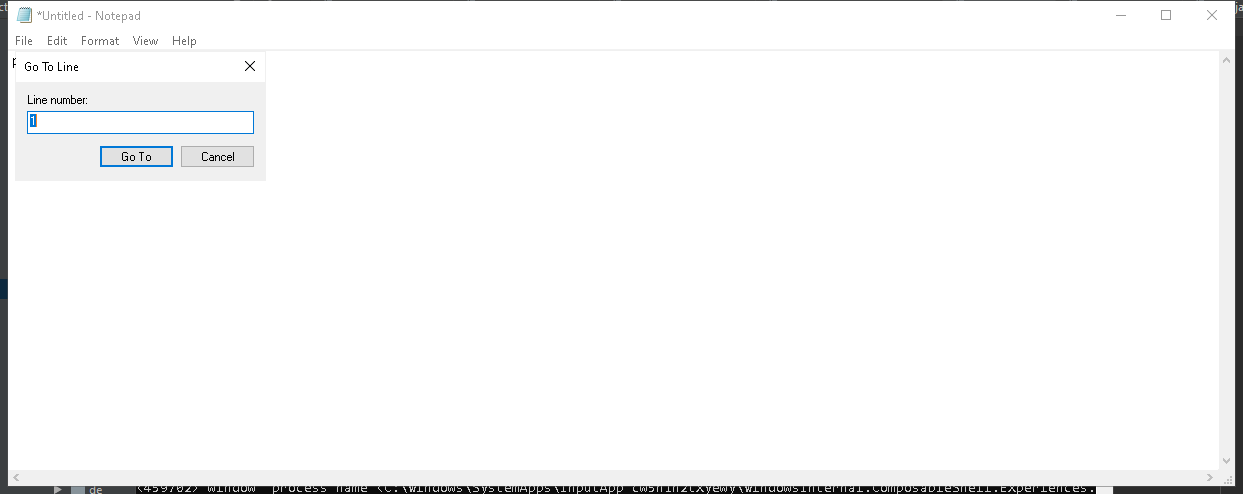 *Untitled - Notepad
File Edit Format View Help
Go To Line
Line number:
1
Go To Cancel
de
(459702) window process name <C:\Windows\SystemApps\InputApp_cw5n1h2txyewy\WindowsInternal.ComposableShell.Experiences.